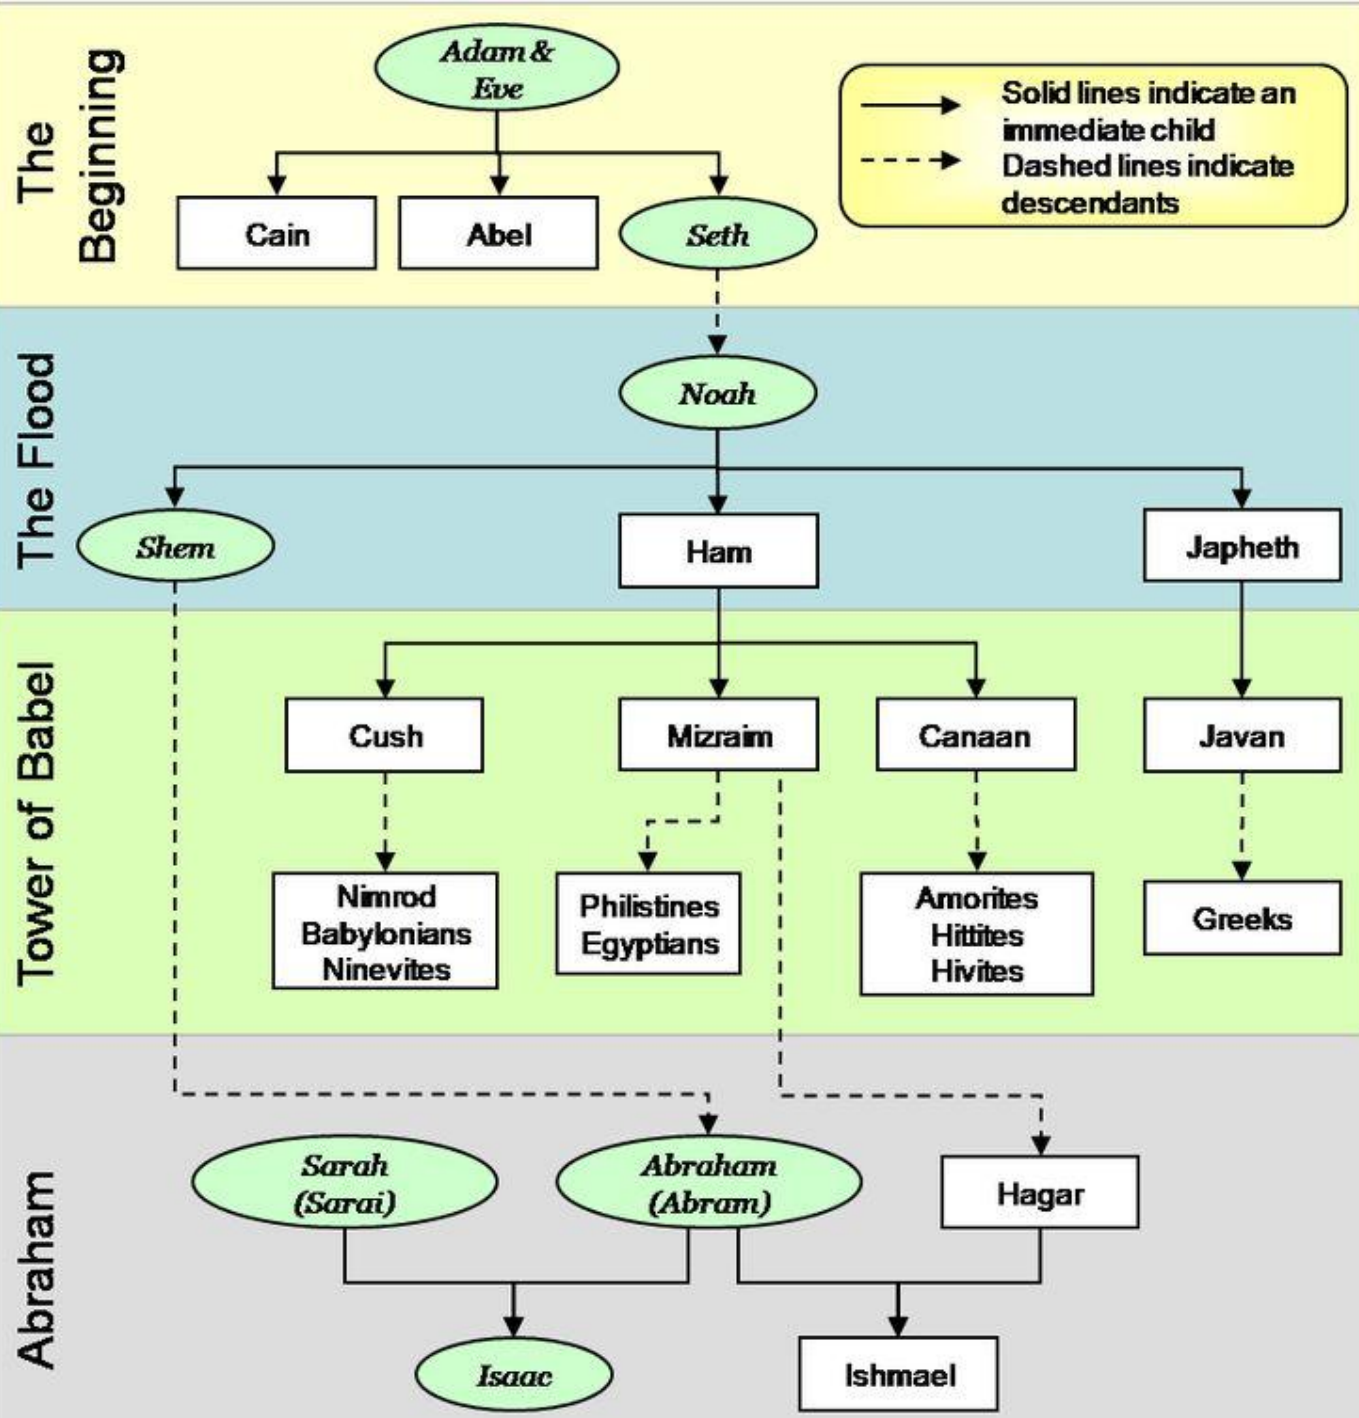 The
Beginning
Adam &
Eve
Solid lines indicate an
immediate child
Dashed lines indicate
descendants
Cain
Abel
Seth
The Flood
Noah
Shem
Ham
Japheth
Tower of Babel
Cush
Mizraim
Canaan
Javan
Nimrod
Babylonians
Ninevites
Philistines
Egyptians
Amorites
Hittites
Hivites
Greeks
Abraham
Sarah
(Sarai)
Abraham
(Abram)
Hagar
Isaac
Ishmael